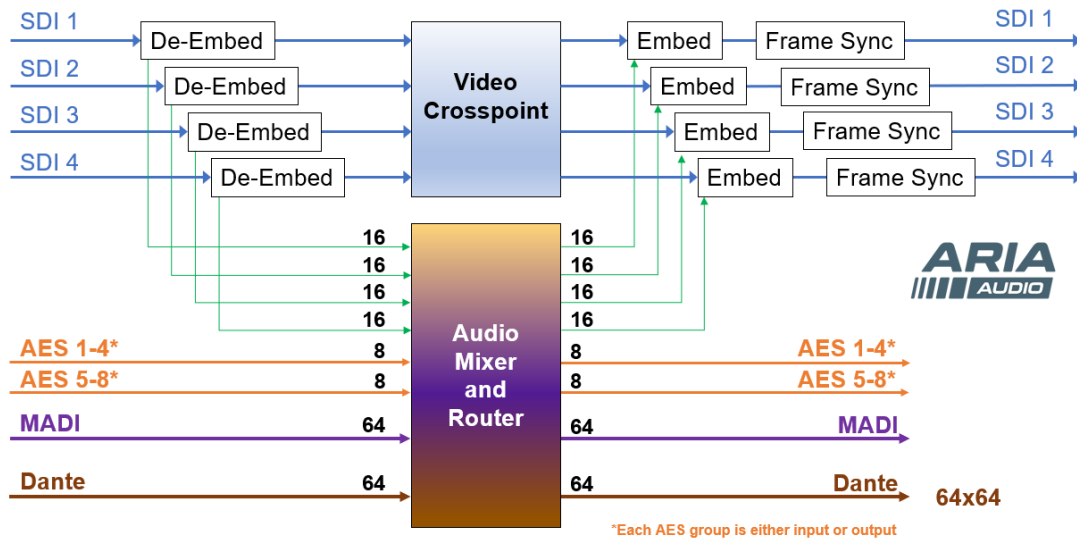 SDI 1
De-Embed
Embed
Frame Sync
SDI 1
SDI 2
De-Embed
Embed
Frame Sync
SDI 2
Video
Crosspoint
SDI 3
De-Embed
Embed
Frame Sync
SDI 3
SDI 4
De-Embed
Embed
Frame Sync
SDI 4
16
16
16
16
16
16
16
16
ARIA
AUDIO
Audio
Mixer
and
Router
AES 1-4*
8
8
AES 1-4*
AES 5-8*
8
8
AES 5-8*
MADI
64
64
MADI
Dante
64
64
Dante
64x64
*Each AES group is either input or output